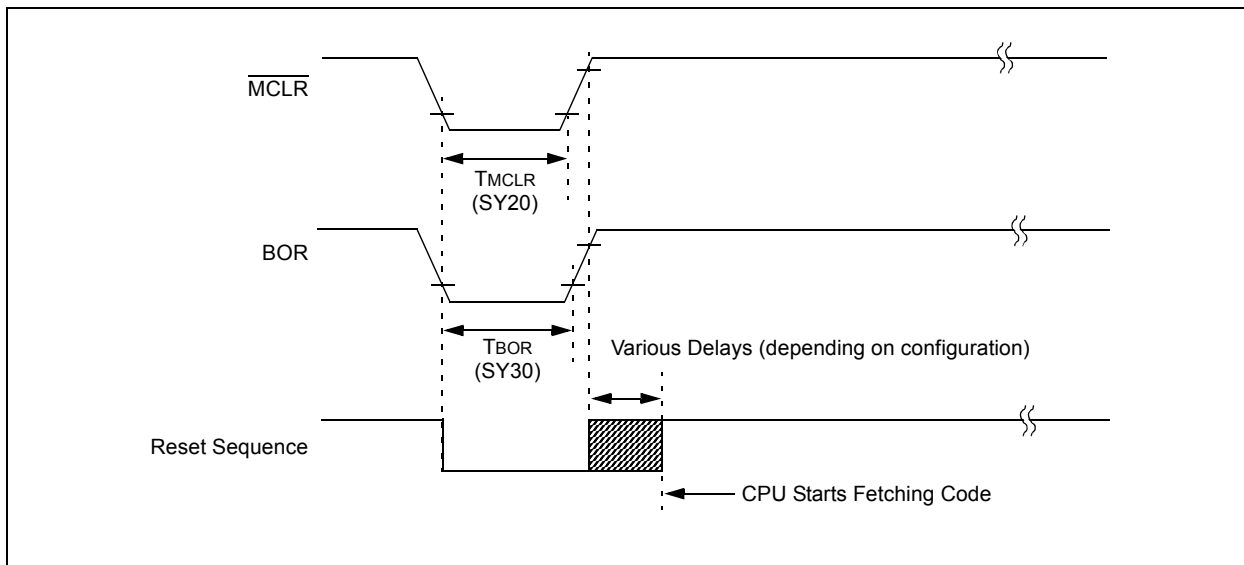 MCLR
TMCLR
(SY20)
BOR
TBOR
(SY30)
Various Delays (depending on configuration)
Reset Sequence
CPU Starts Fetching Code